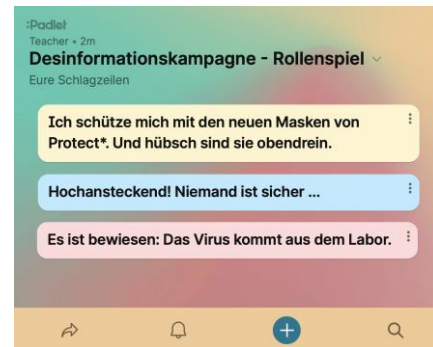 :Padlet
Teacher • 2m
Desinformationskampagne - Rollenspiel
Eure Schlagzeilen
Ich schütze mich mit den neuen Masken von
Protect*. Und hübsch sind sie obendrein.
Hochansteckend! Niemand ist sicher ...
Es ist bewiesen: Das Virus kommt aus dem Labor.